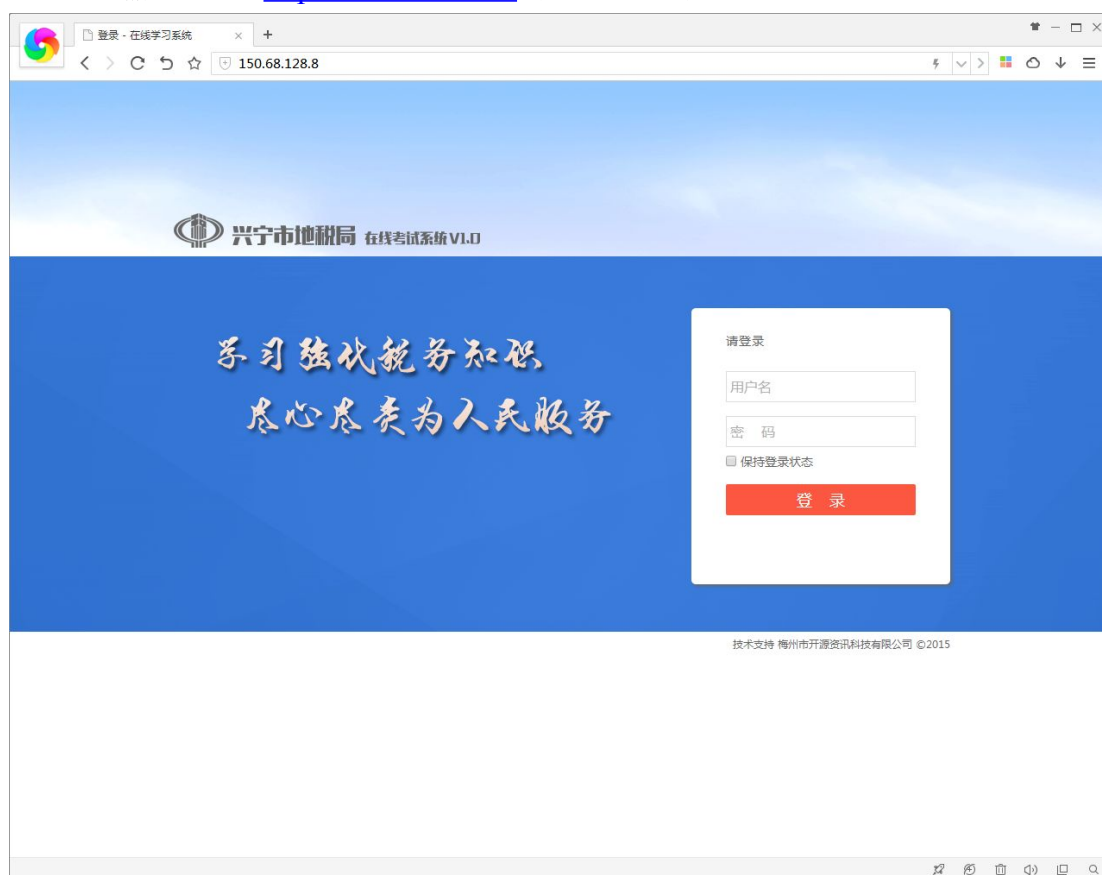 登录 - 在线学习系统
150.68.128.8
兴宁市地税局 在线考试系统V1.0
学习强化税务知识
尽心尽责为人民服务
请登录
用户名
密 码
保持登录状态
登 录
技术支持 梅州市开源资讯科技有限公司 ©2015